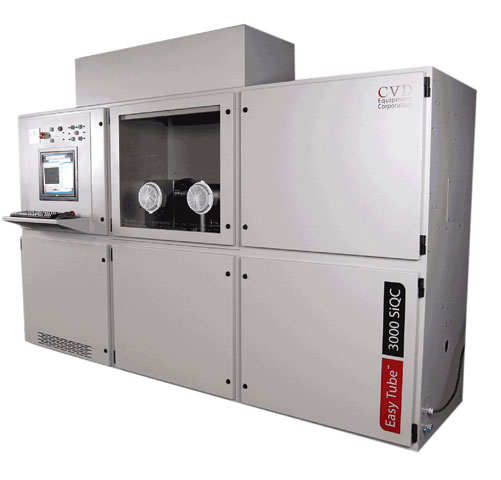 CVD
Equipment
Corporation
Easy Tube™ 3000 SiQC